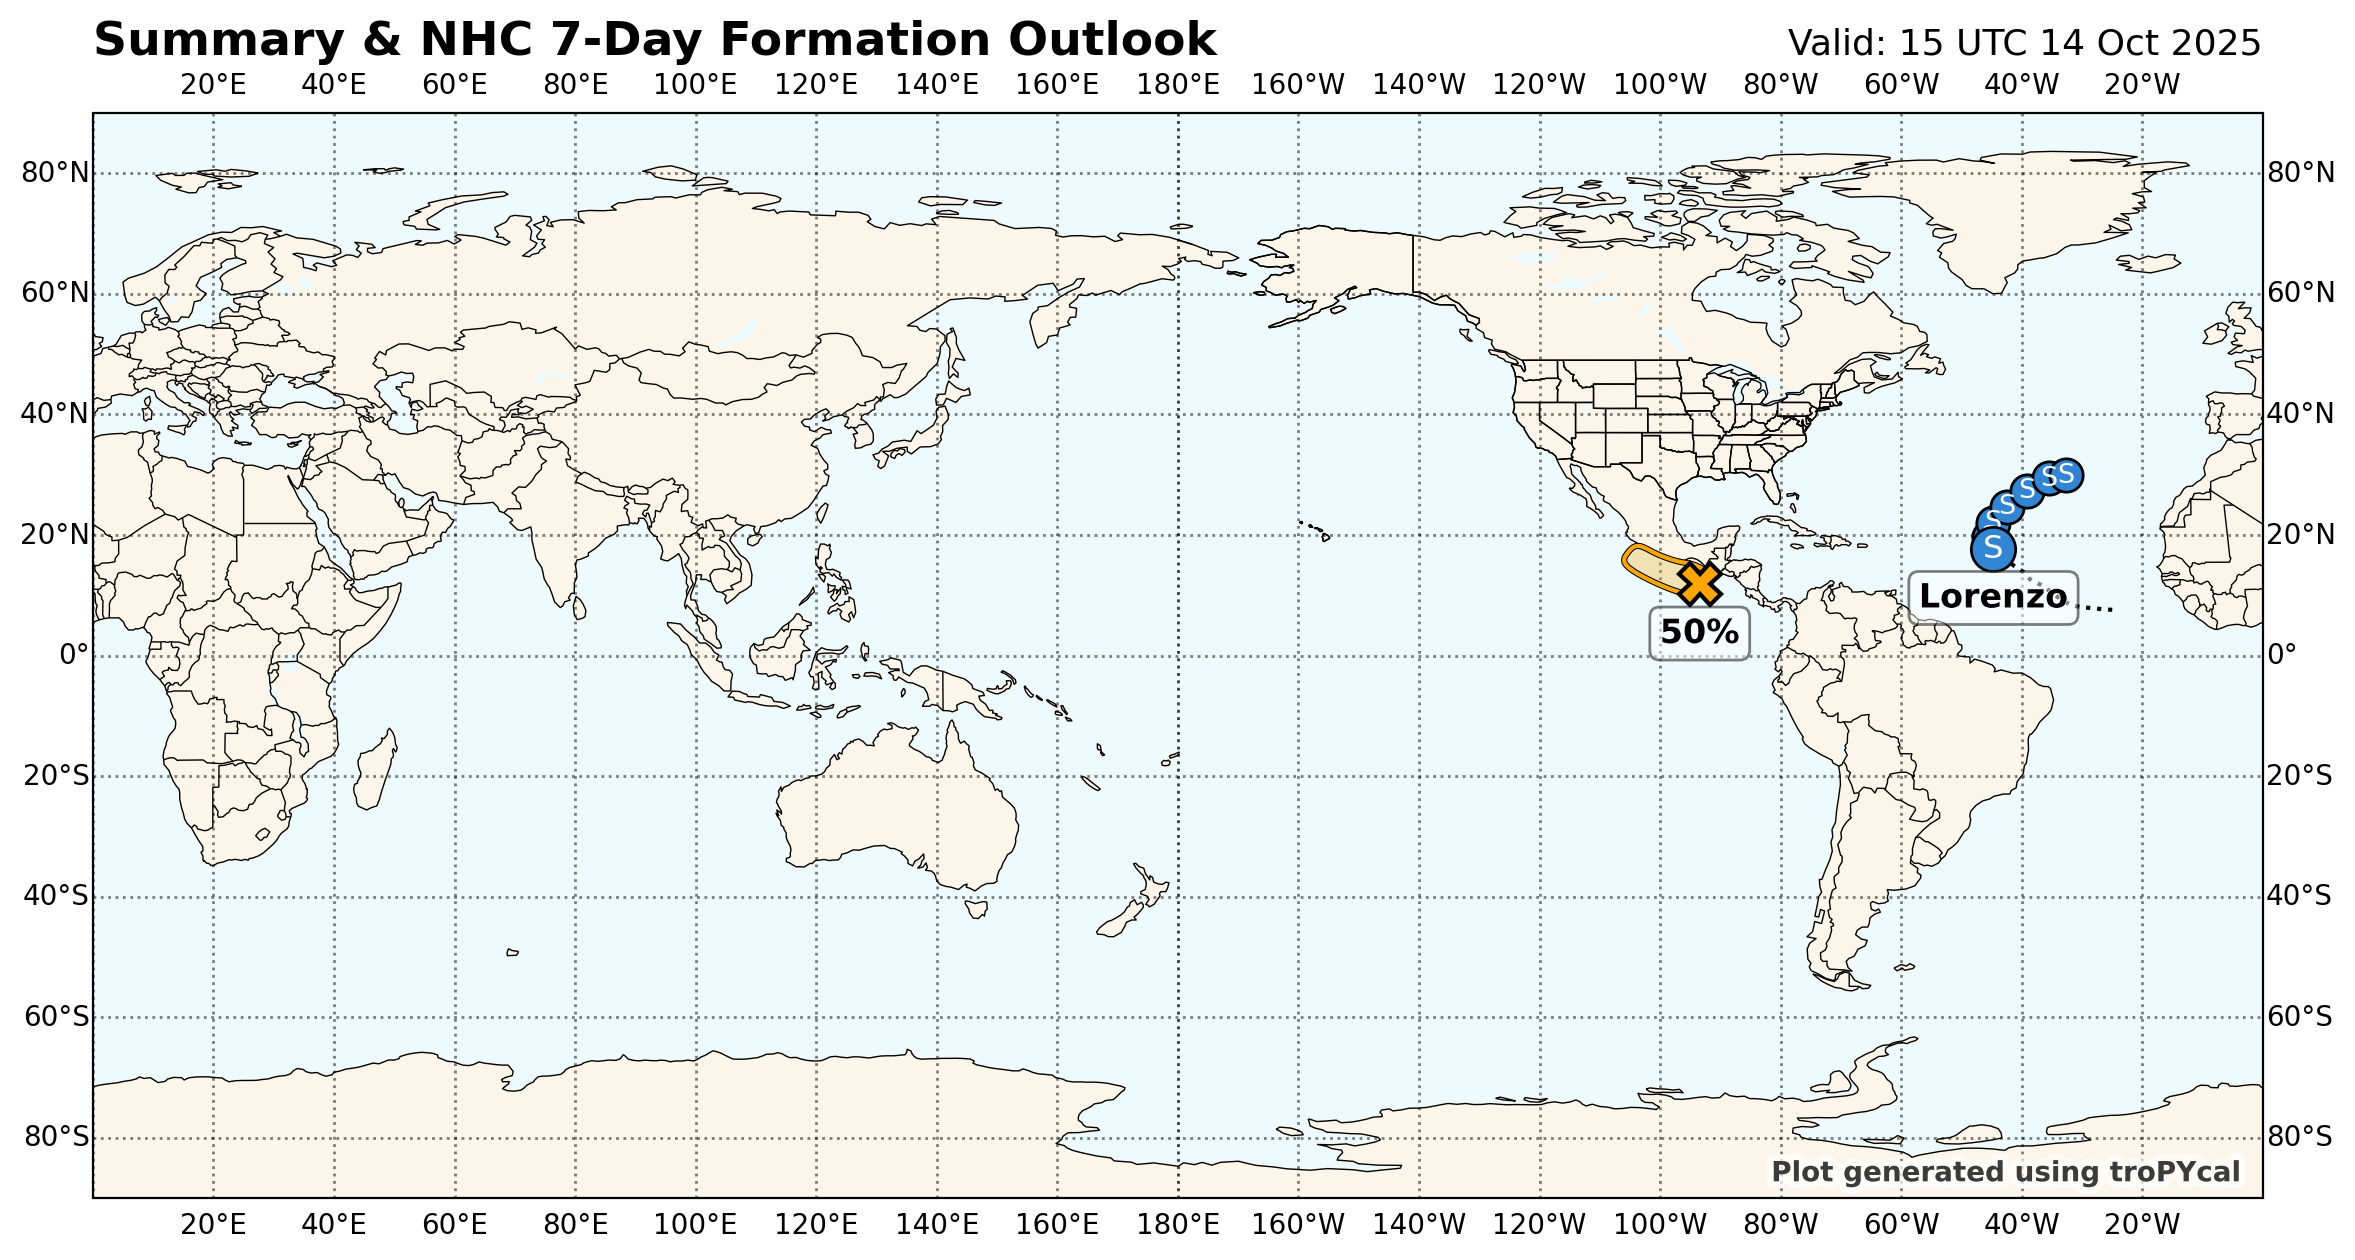 Summary & NHC 7-Day Formation Outlook
Valid: 15 UTC 14 Oct 2025
20°E 40°E 60°E 80°E 100°E 120°E 140°E 160°E 180°E 160°W 140°W 120°W 100°W 80°W 60°W 40°W 20°W
80°N 80°N
60°N 60°N
40°N 40°N
S S
S
S
S
20°N 20°N
S
Lorenzo
50%
0° 0°
20°S 20°S
40°S 40°S
60°S 60°S
80°S 80°S
Plot generated using troPYcal
20°E 40°E 60°E 80°E 100°E 120°E 140°E 160°E 180°E 160°W 140°W 120°W 100°W 80°W 60°W 40°W 20°W